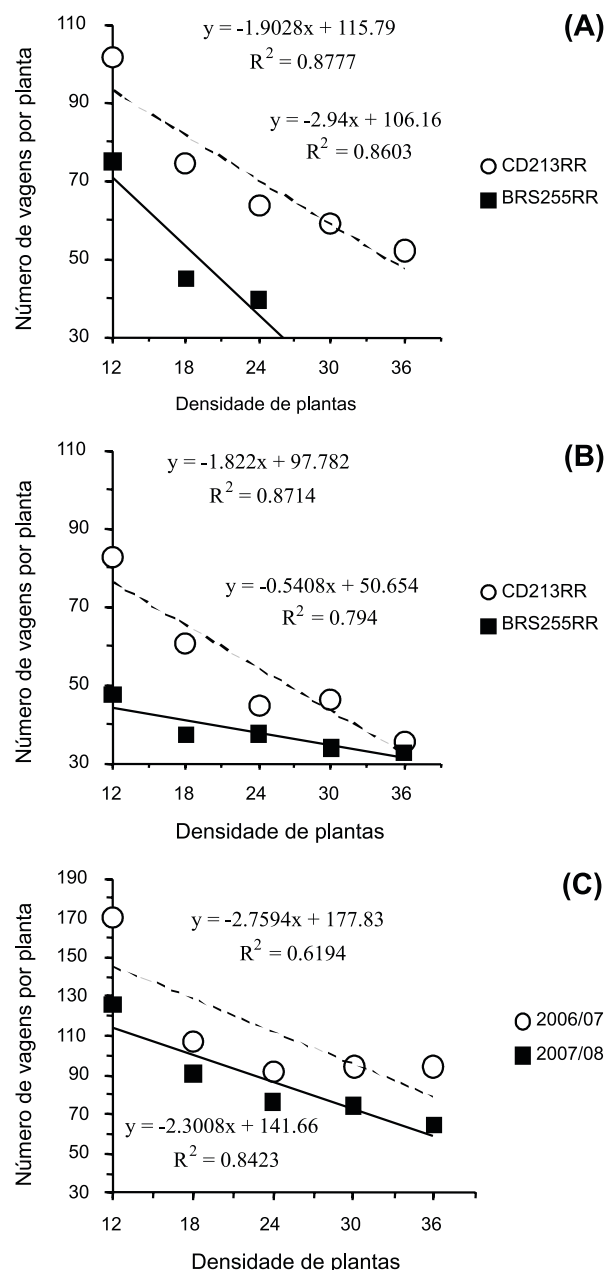 (A)
y = -1.9028x + 115.79
R² = 0.8777
y = -2.94x + 106.16
R² = 0.8603
Número de vagens por planta
110
90
70
50
30
12 18 24 30 36
Densidade de plantas
CD213RR
BRS255RR
(B)
y = -1.822x + 97.782
R² = 0.8714
y = -0.5408x + 50.654
R² = 0.794
Número de vagens por planta
110
90
70
50
30
12 18 24 30 36
Densidade de plantas
CD213RR
BRS255RR
(C)
y = -2.7594x + 177.83
R² = 0.6194
y = -2.3008x + 141.66
R² = 0.8423
Número de vagens por planta
190
170
150
130
110
90
70
50
30
12 18 24 30 36
Densidade de plantas
2006/07
2007/08